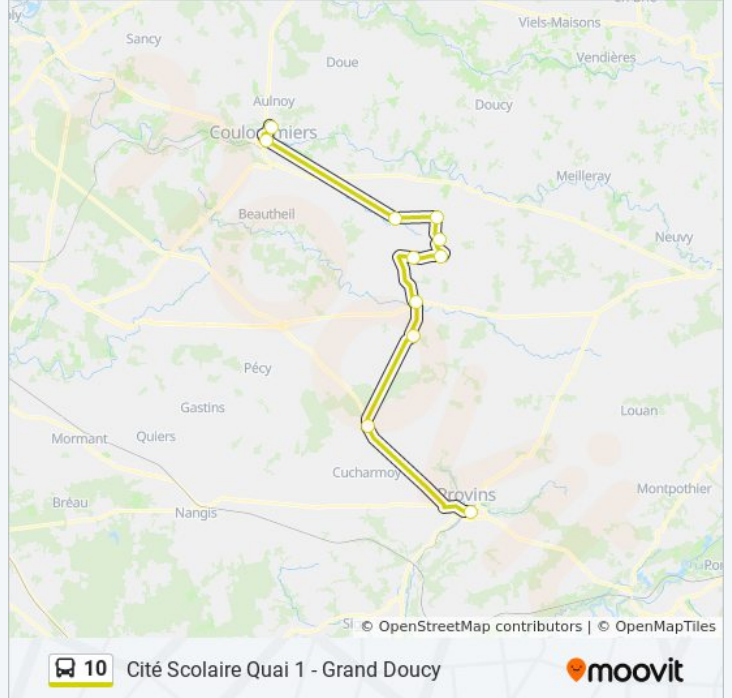 Viels-Maisons
Sancy
Vendières
Doue
Aulnoy
Doucy
Coulommiers
Meilleray
Beautheil
Neuvy
Pécy
Gastins
Louan
Mormant
Quiers
Cucharmoy
Provins
Montpothier
Bréau
Nangis
© OpenStreetMap contributors | © OpenMapTiles
10 Cité Scolaire Quai 1 - Grand Doucy
moovit